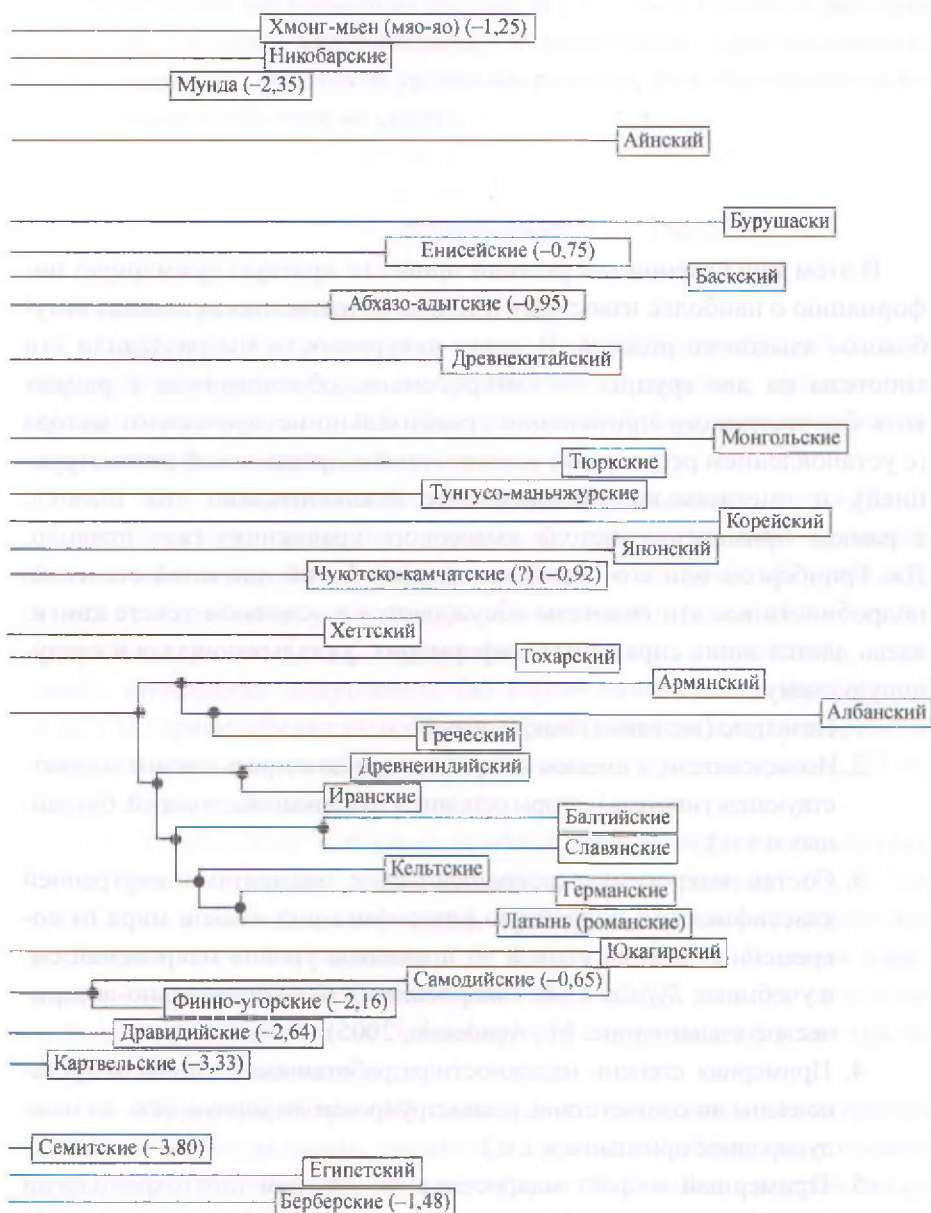 Хмонг-мьен (мяо-яо) (–1,25)
Никобарские
Мунда (–2,35)
Айнский
Бурушаски
Енисейские (–0,75)
Баскский
Абхазо-адыгские (–0,95)
Древнекитайский
Монгольские
Тюркские
Тунгусо-маньчжурские
Корейский
Японский
Чукотско-камчатские (?) (–0,92)
Хеттский
Тохарский
Армянский
Албанский
Греческий
Древнеиндийский
Иранские
Балтийские
Славянские
Кельтские
Германские
Латынь (романские)
Юкагирский
Самодийские (–0,65)
Финно-угорские (–2,16)
Дравидийские (–2,64)
Картвельские (–3,33)
Семитские (–3,80)
Египетский
Берберские (–1,48)